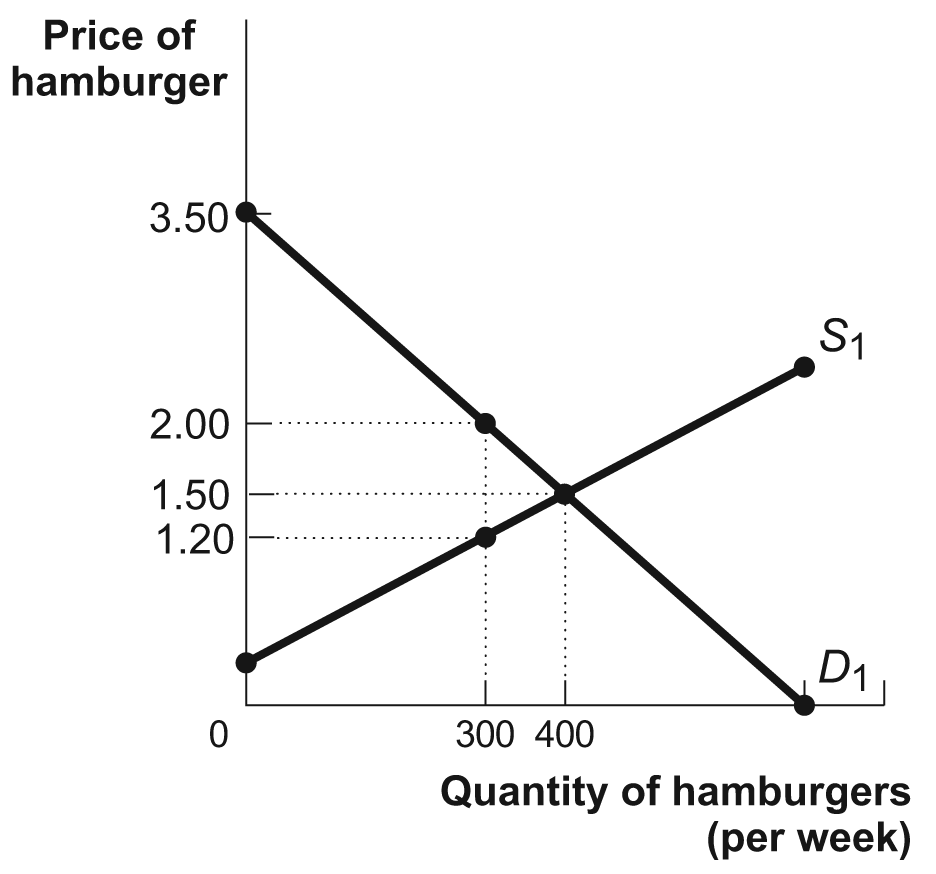 Price of
hamburger
3.50
S1
2.00
1.50
1.20
D1
0
300
400
Quantity of hamburgers
(per week)